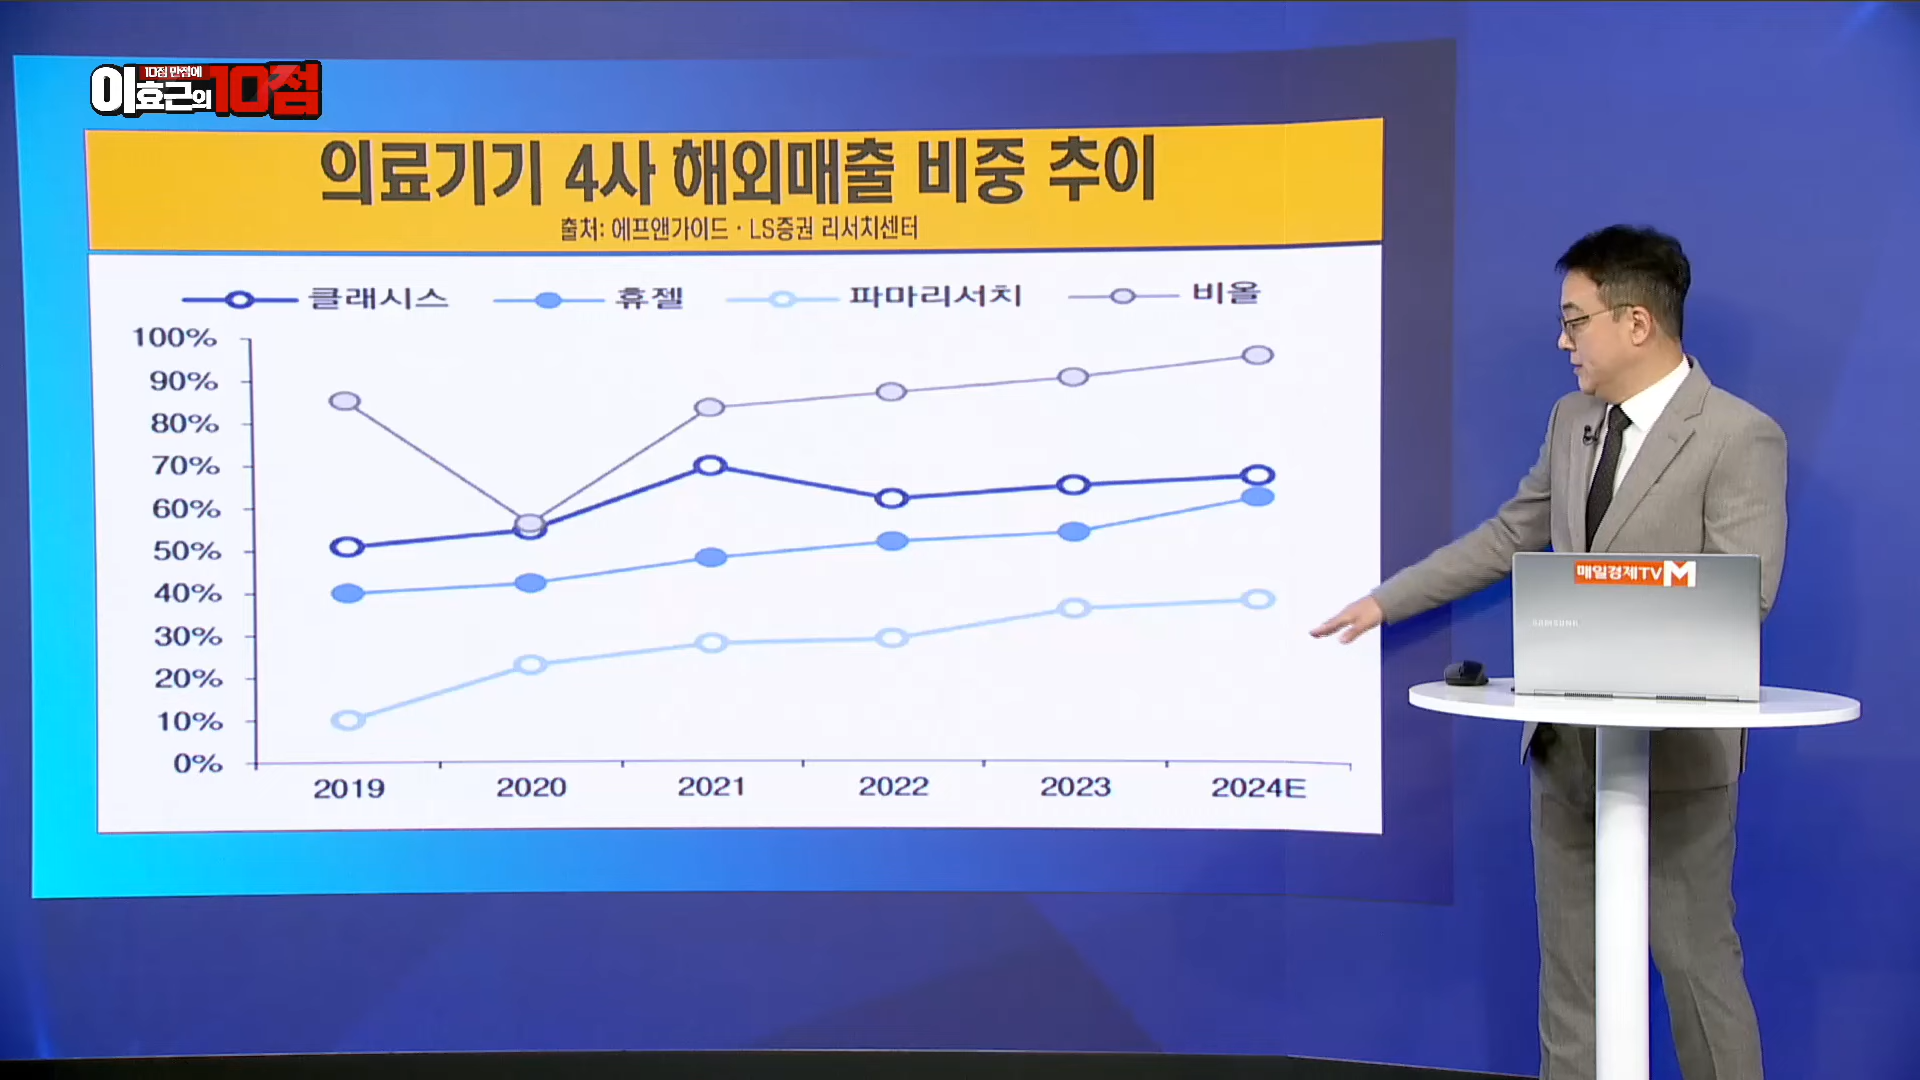 10점 만점에
이효근의 10점
의료기기 4사 해외매출 비중 추이
출처: 에프앤가이드 · LS증권 리서치센터
클래시스 휴젤 파마리서치 비올
100%
90%
80%
70%
60%
50%
40%
30%
20%
10%
0%
2019 2020 2021 2022 2023 2024E
매일경제TV M
SAMSUNG